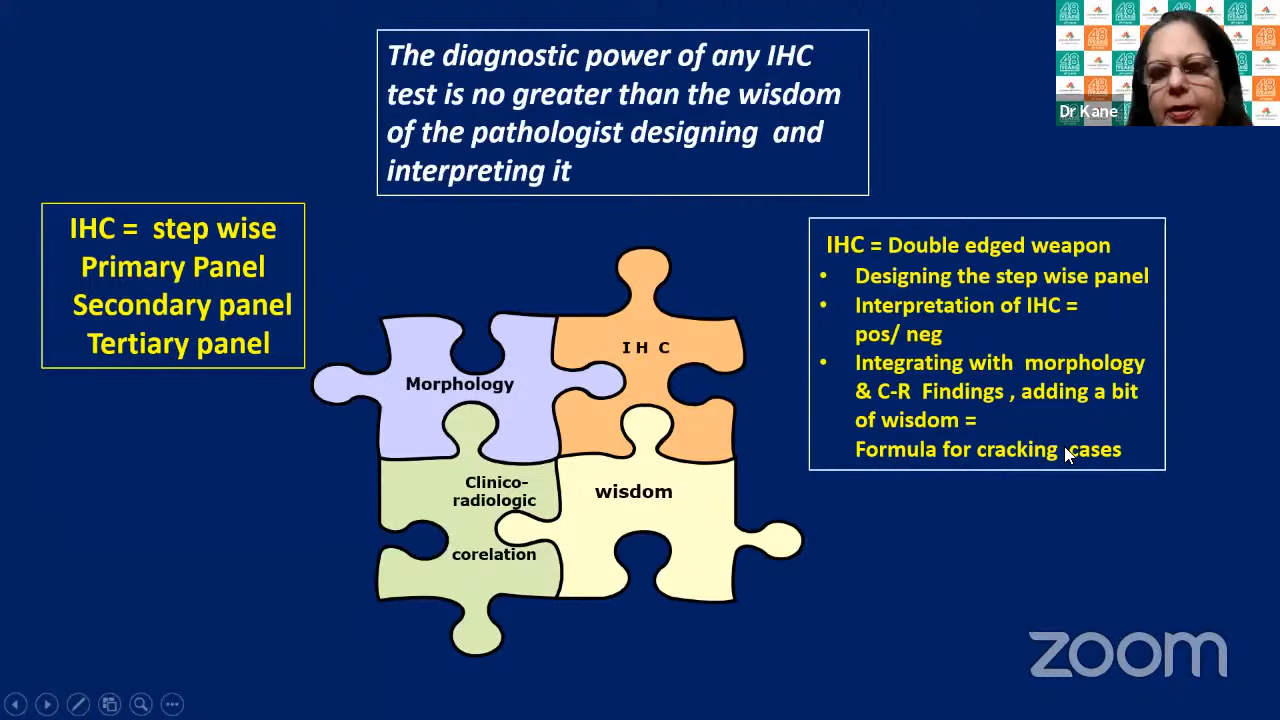 The diagnostic power of any IHC
test is no greater than the wisdom
of the pathologist designing and
interpreting it
Dr Kane
IHC = step wise
Primary Panel
Secondary panel
Tertiary panel
IHC = Double edged weapon
• Designing the step wise panel
• Interpretation of IHC =
pos/ neg
• Integrating with morphology
& C-R Findings , adding a bit
of wisdom =
Formula for cracking cases
I H C
Morphology
Clinico-
radiologic
corelation
wisdom
zoom